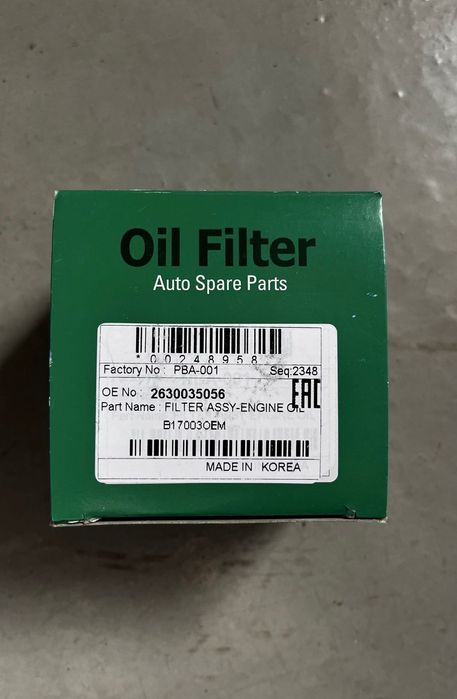 Oil Filter
Auto Spare Parts
*00248958
Factory No : PBA-001 Seq:2348
OE No : 2630035056 EAC
Part Name : FILTER ASSY-ENGINE OIL
B17003OEM
MADE IN KOREA